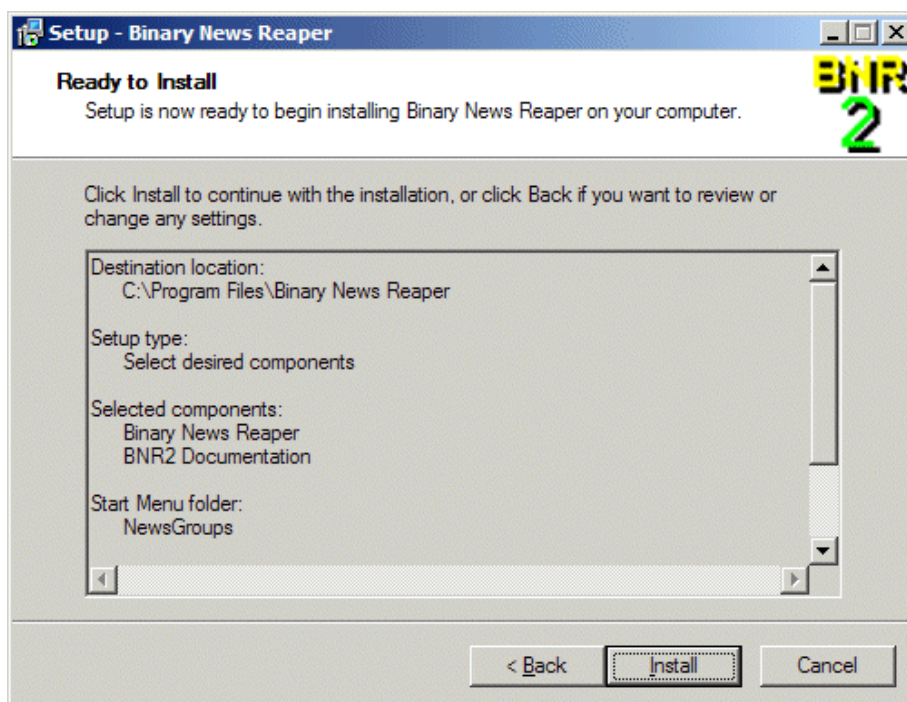 Setup - Binary News Reaper
Ready to Install
Setup is now ready to begin installing Binary News Reaper on your computer.
BNR
2
Click Install to continue with the installation, or click Back if you want to review or
change any settings.
Destination location:
C:\Program Files\Binary News Reaper
Setup type:
Select desired components
Selected components:
Binary News Reaper
BNR2 Documentation
Start Menu folder:
NewsGroups
< Back
Install
Cancel